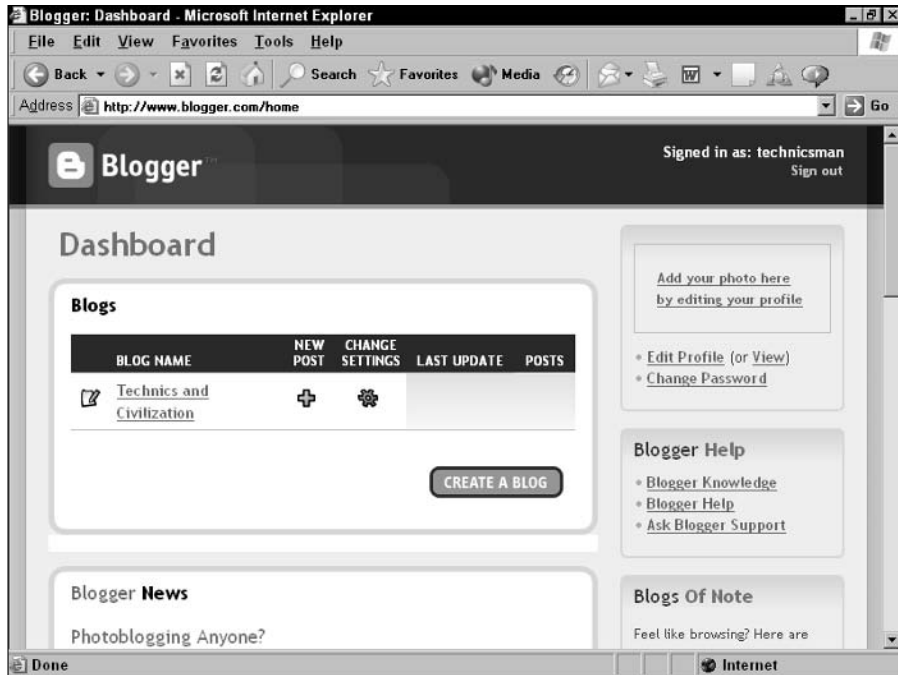 Blogger: Dashboard - Microsoft Internet Explorer
File Edit View Favorites Tools Help
Back Search Favorites Media
Address http://www.blogger.com/home Go
Blogger™
Signed in as: technicsman
Sign out
Dashboard
Blogs
BLOG NAME NEW POST CHANGE SETTINGS LAST UPDATE POSTS
Technics and
Civilization
CREATE A BLOG
Blogger News
Photoblogging Anyone?
Add your photo here
by editing your profile
Edit Profile (or View)
Change Password
Blogger Help
Blogger Knowledge
Blogger Help
Ask Blogger Support
Blogs Of Note
Feel like browsing? Here are
Done Internet